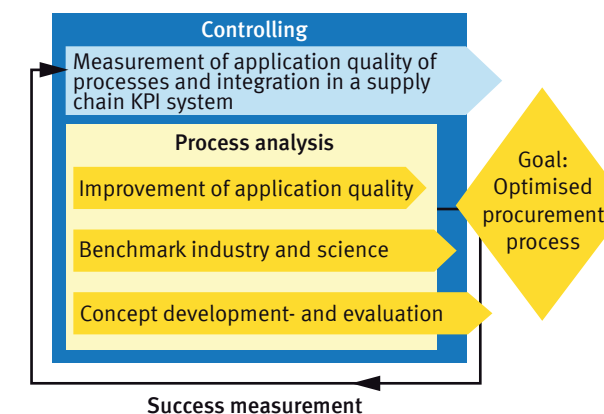 Controlling
Measurement of application quality of
processes and integration in a supply
chain KPI system
Process analysis
Improvement of application quality
Benchmark industry and science
Concept development- and evaluation
Goal:
Optimised
procurement
process
Success measurement